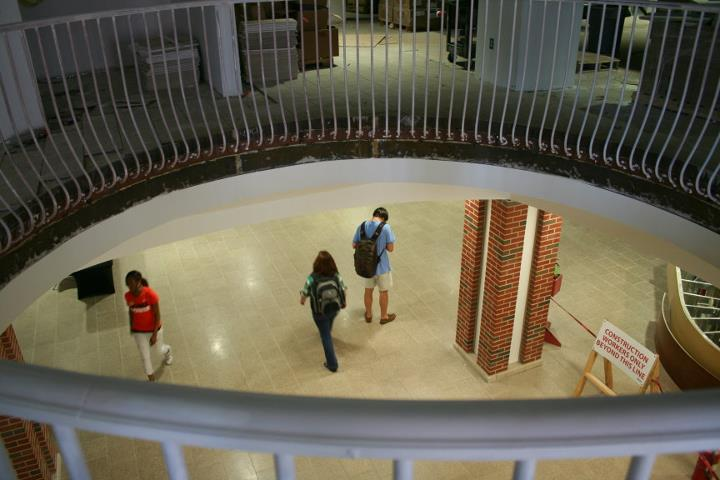 CONSTRUCTION
WORKERS ONLY
BEYOND THIS LINE